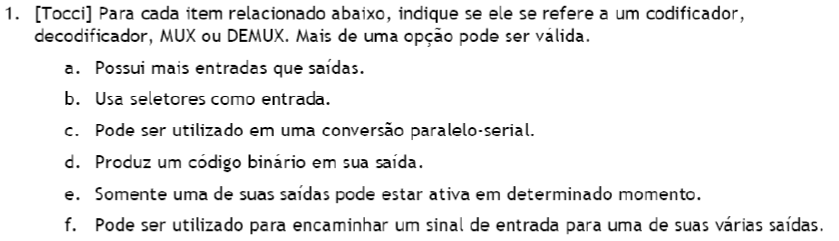 1. [Tocci] Para cada item relacionado abaixo, indique se ele se refere a um codificador,
decodificador, MUX ou DEMUX. Mais de uma opção pode ser válida.
a. Possui mais entradas que saídas.
b. Usa seletores como entrada.
c. Pode ser utilizado em uma conversão paralelo-serial.
d. Produz um código binário em sua saída.
e. Somente uma de suas saídas pode estar ativa em determinado momento.
f. Pode ser utilizado para encaminhar um sinal de entrada para uma de suas várias saídas.